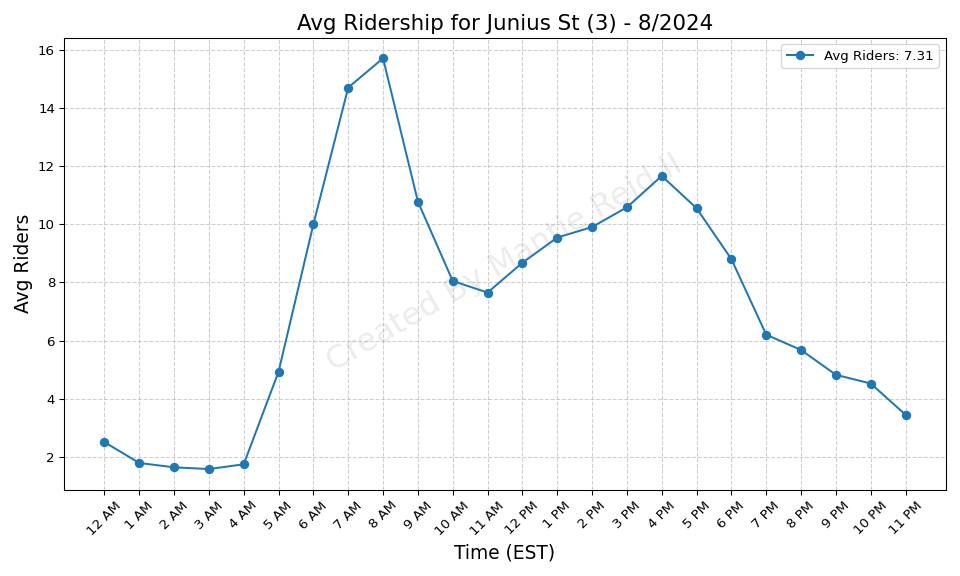 Avg Ridership for Junius St (3) - 8/2024
Avg Riders: 7.31
Avg Riders
16
14
12
10
8
6
4
2
Created By Mantie Reid II
12 AM
1 AM
2 AM
3 AM
4 AM
5 AM
6 AM
7 AM
8 AM
9 AM
10 AM
11 AM
12 PM
1 PM
2 PM
3 PM
4 PM
5 PM
6 PM
7 PM
8 PM
9 PM
10 PM
11 PM
Time (EST)